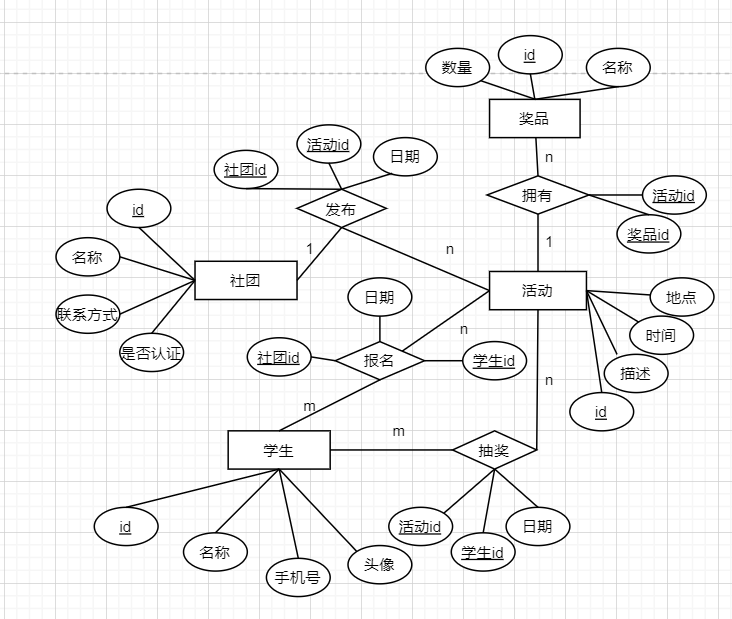 id
数量
名称
奖品
n
活动id
日期
社团id
拥有
活动id
奖品id
发布
id
1
n
1
名称
社团
活动
日期
地点
联系方式
n
时间
是否认证
社团id
报名
学生id
描述
n
m
id
m
学生
抽奖
id
活动id
日期
名称
学生id
手机号
头像